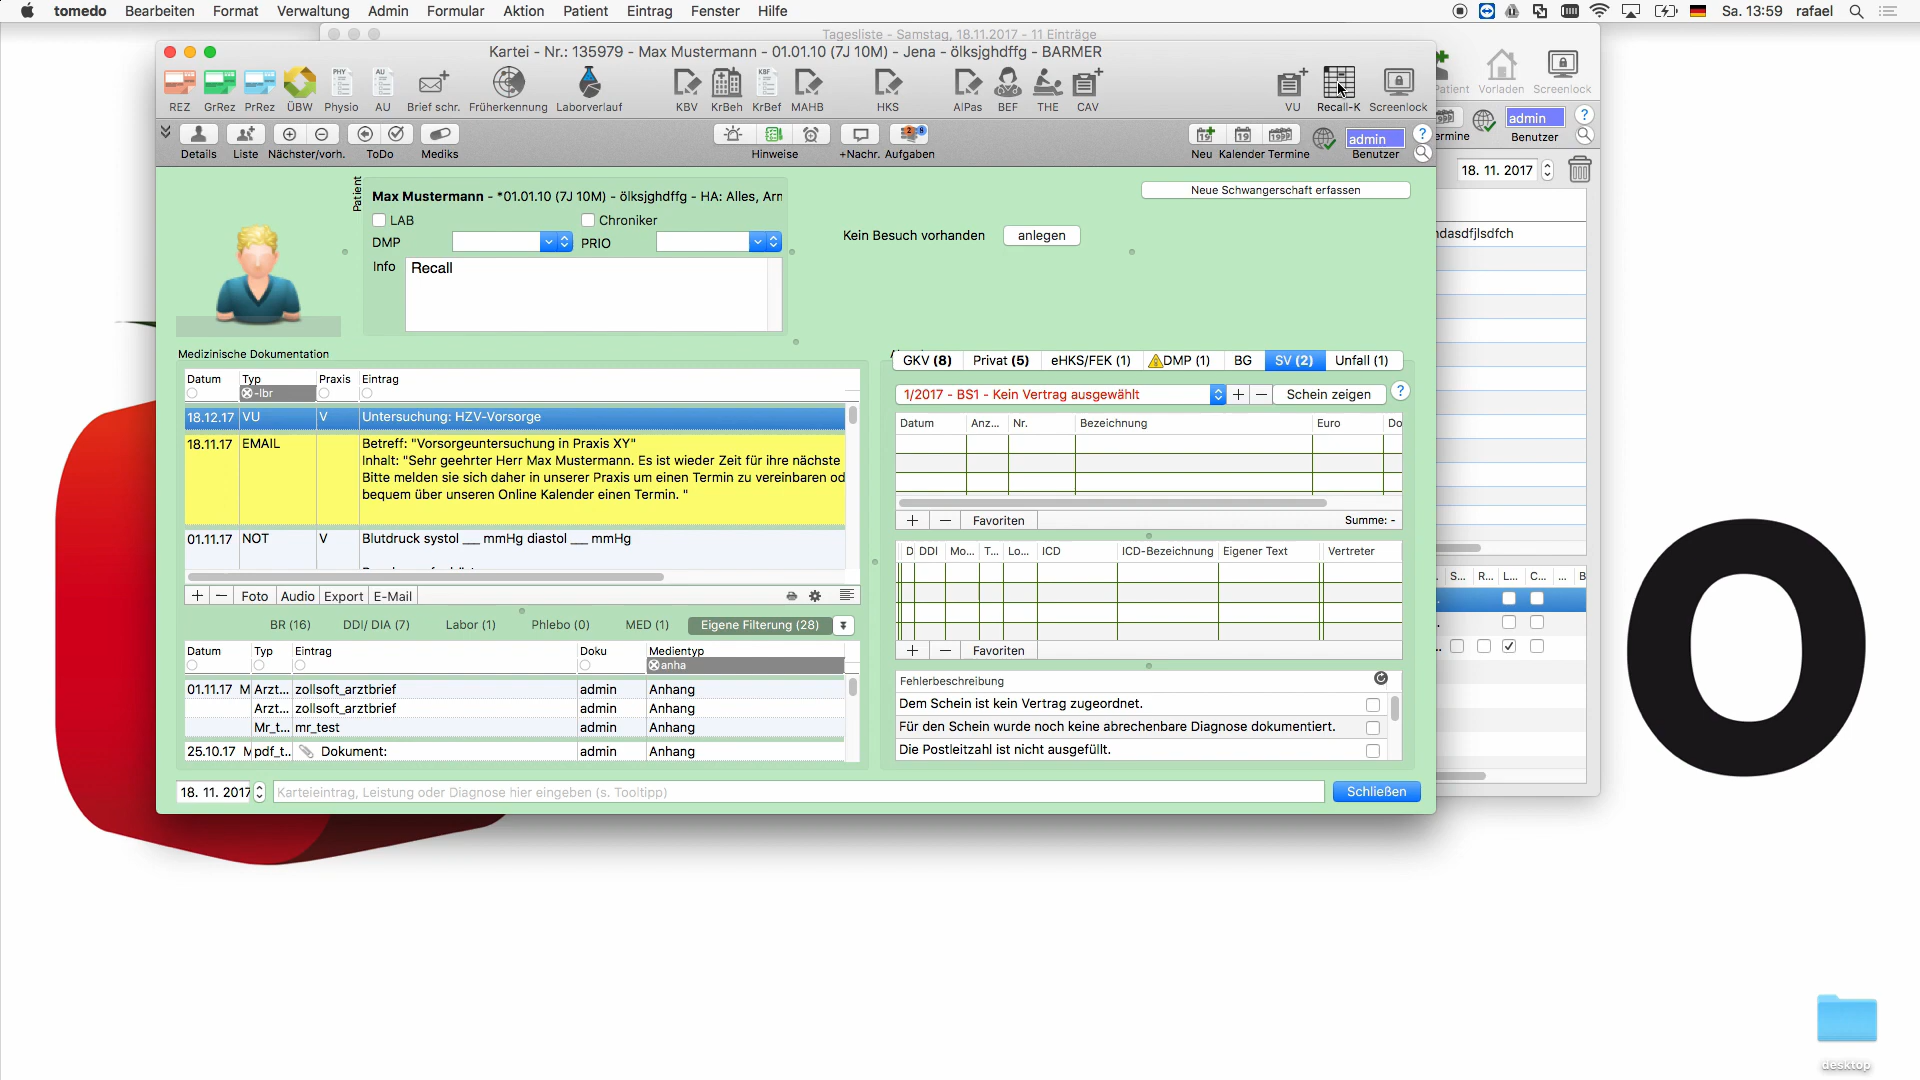 tomedo Bearbeiten Format Verwaltung Admin Formular Aktion Patient Eintrag Fenster Hilfe Sa. 13:59 rafael
Tagesliste - Samstag, 18.11.2017 - 11 Einträge
Kartei - Nr.: 135979 - Max Mustermann - 01.01.10 (7J 10M) - Jena - ölksjghdffg - BARMER
PHY AU KBF
REZ GrRez PrRez ÜBW Physio AU Brief schr. Früherkennung Laborverlauf KBV KrBeh KrBef MAHB HKS AlPas BEF THE CAV VU Recall-K Screenlock
Patient Vorladen Screenlock
Details Liste Nächster/vorh. ToDo Mediks Hinweise +Nachr. Aufgaben Neu Kalender Termine Benutzer
admin ?
admin ?
Benutzer
18. 11. 2017
Patient
Max Mustermann - *01.01.10 (7J 10M) - ölksjghdffg - HA: Alles, Arn
LAB Chroniker
DMP PRIO
Info Recall
Kein Besuch vorhanden anlegen
Neue Schwangerschaft erfassen
ndasdfjlsdfch
Medizinische Dokumentation
Datum Typ Praxis Eintrag
-lbr
18.12.17 VU V Untersuchung: HZV-Vorsorge
18.11.17 EMAIL Betreff: "Vorsorgeuntersuchung in Praxis XY"
Inhalt: "Sehr geehrter Herr Max Mustermann. Es ist wieder Zeit für ihre nächste
Bitte melden sie sich daher in unserer Praxis um einen Termin zu vereinbaren od
bequem über unseren Online Kalender einen Termin. "
01.11.17 NOT V Blutdruck systol ___ mmHg diastol ___ mmHg
+ − Foto Audio Export E-Mail
BR (16) DDI/ DIA (7) Labor (1) Phlebo (0) MED (1) Eigene Filterung (28)
Datum Typ Eintrag Doku Medientyp
anha
01.11.17 M Arzt... zollsoft_arztbrief admin Anhang
Arzt... zollsoft_arztbrief admin Anhang
Mr_t... mr_test admin Anhang
25.10.17 M pdf_t... Dokument: admin Anhang
GKV (8) Privat (5) eHKS/FEK (1) DMP (1) BG SV (2) Unfall (1)
1/2017 - BS1 - Kein Vertrag ausgewählt + − Schein zeigen ?
Datum Anz... Nr. Bezeichnung Euro Do
+ − Favoriten Summe: -
D DDI Mo... T... Lo... ICD ICD-Bezeichnung Eigener Text Vertreter
+ − Favoriten
Fehlerbeschreibung
Dem Schein ist kein Vertrag zugeordnet.
Für den Schein wurde noch keine abrechenbare Diagnose dokumentiert.
Die Postleitzahl ist nicht ausgefüllt.
S... R... L... C... ... B
18. 11. 2017 Karteieintrag, Leistung oder Diagnose hier eingeben (s. Tooltipp) Schließen
o
desktop